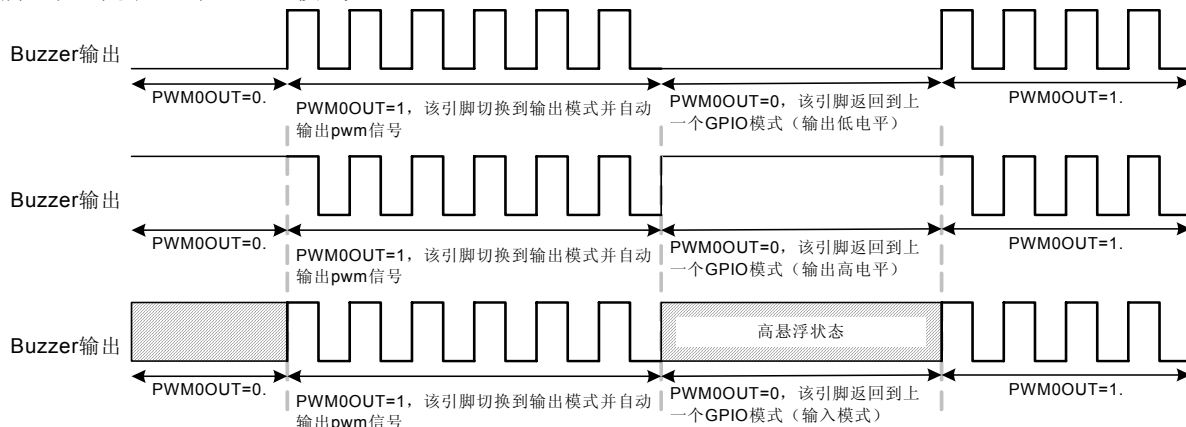 Buzzer输出
PWM0OUT=0.
PWM0OUT=1，该引脚切换到输出模式并自动
输出pwm信号
PWM0OUT=0，该引脚返回到上
一个GPIO模式（输出低电平）
PWM0OUT=1.
Buzzer输出
PWM0OUT=0.
PWM0OUT=1，该引脚切换到输出模式并自动
输出pwm信号
PWM0OUT=0，该引脚返回到上
一个GPIO模式（输出高电平）
PWM0OUT=1.
Buzzer输出
高悬浮状态
PWM0OUT=0.
PWM0OUT=1，该引脚切换到输出模式并自动
输出pwm信号
PWM0OUT=0，该引脚返回到上
一个GPIO模式（输入模式）
PWM0OUT=1.